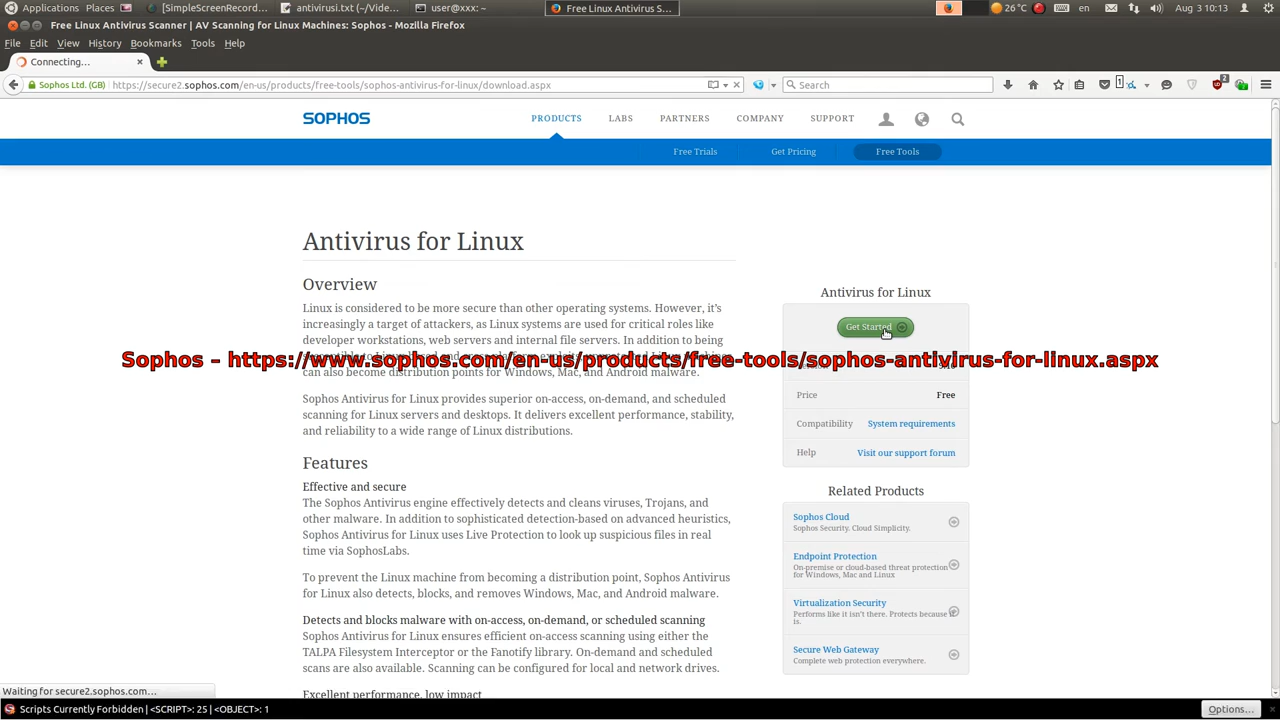 Applications Places [SimpleScreenRecord... antivirusi.txt (~/Vide... user@xxx: ~ Free Linux Antivirus S... 26 °C Aug 3 10:13
Free Linux Antivirus Scanner | AV Scanning for Linux Machines: Sophos - Mozilla Firefox
File Edit View History Bookmarks Tools Help
Connecting...
Sophos Ltd. (GB) https://secure2.sophos.com/en-us/products/free-tools/sophos-antivirus-for-linux/download.aspx Search 1 2
SOPHOS PRODUCTS LABS PARTNERS COMPANY SUPPORT
Free Trials Get Pricing Free Tools
Antivirus for Linux
Overview
Linux is considered to be more secure than other operating systems. However, it's
increasingly a target of attackers, as Linux systems are used for critical roles like
developer workstations, web servers and internal file servers. In addition to being
can also become distribution points for Windows, Mac, and Android malware.
Sophos Antivirus for Linux provides superior on-access, on-demand, and scheduled
scanning for Linux servers and desktops. It delivers excellent performance, stability,
and reliability to a wide range of Linux distributions.
Features
Effective and secure
The Sophos Antivirus engine effectively detects and cleans viruses, Trojans, and
other malware. In addition to sophisticated detection-based on advanced heuristics,
Sophos Antivirus for Linux uses Live Protection to look up suspicious files in real
time via SophosLabs.
To prevent the Linux machine from becoming a distribution point, Sophos Antivirus
for Linux also detects, blocks, and removes Windows, Mac, and Android malware.
Detects and blocks malware with on-access, on-demand, or scheduled scanning
Sophos Antivirus for Linux ensures efficient on-access scanning using either the
TALPA Filesystem Interceptor or the Fanotify library. On-demand and scheduled
scans are also available. Scanning can be configured for local and network drives.
Excellent performance, low impact
Antivirus for Linux
Get Started
Price Free
Compatibility System requirements
Help Visit our support forum
Related Products
Sophos Cloud
Sophos Security. Cloud Simplicity.
Endpoint Protection
On-premise or cloud-based threat protection
for Windows, Mac and Linux
Virtualization Security
Performs like it isn't there. Protects because it
is.
Secure Web Gateway
Complete web protection everywhere.
Sophos – https://www.sophos.com/en-us/products/free-tools/sophos-antivirus-for-linux.aspx
Waiting for secure2.sophos.com...
Scripts Currently Forbidden | <SCRIPT>: 25 | <OBJECT>: 1 Options...